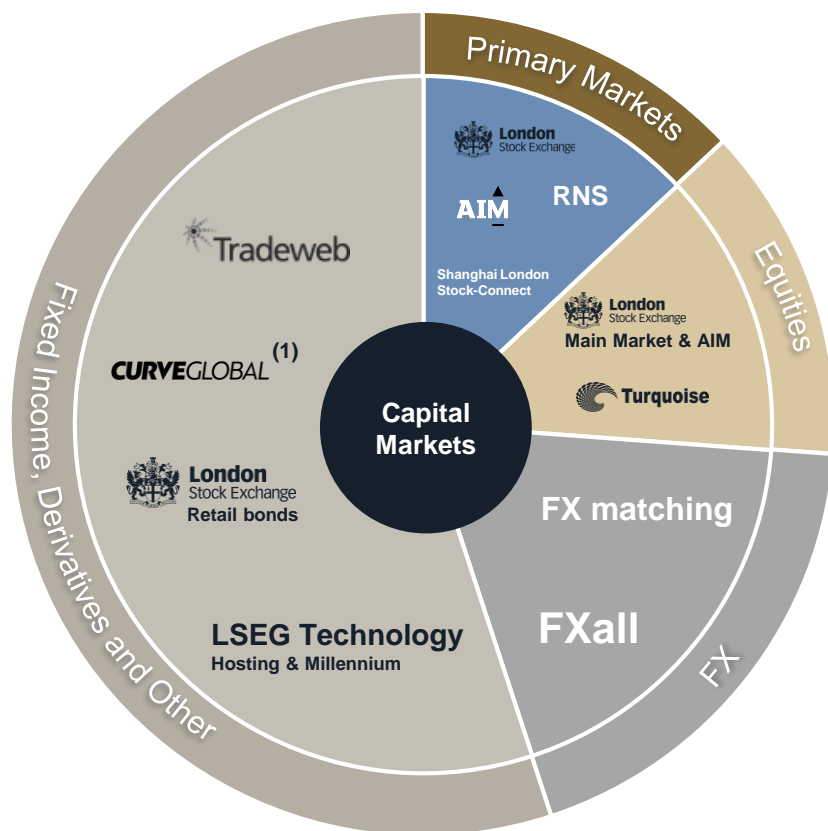 Primary Markets
London
Stock Exchange
AIM
RNS
Shanghai London
Stock-Connect
Equities
London
Stock Exchange
Main Market & AIM
Turquoise
Capital
Markets
FX matching
FXall
FX
Fixed Income, Derivatives and Other
Tradeweb
CURVEGLOBAL (1)
London
Stock Exchange
Retail bonds
LSEG Technology
Hosting & Millennium